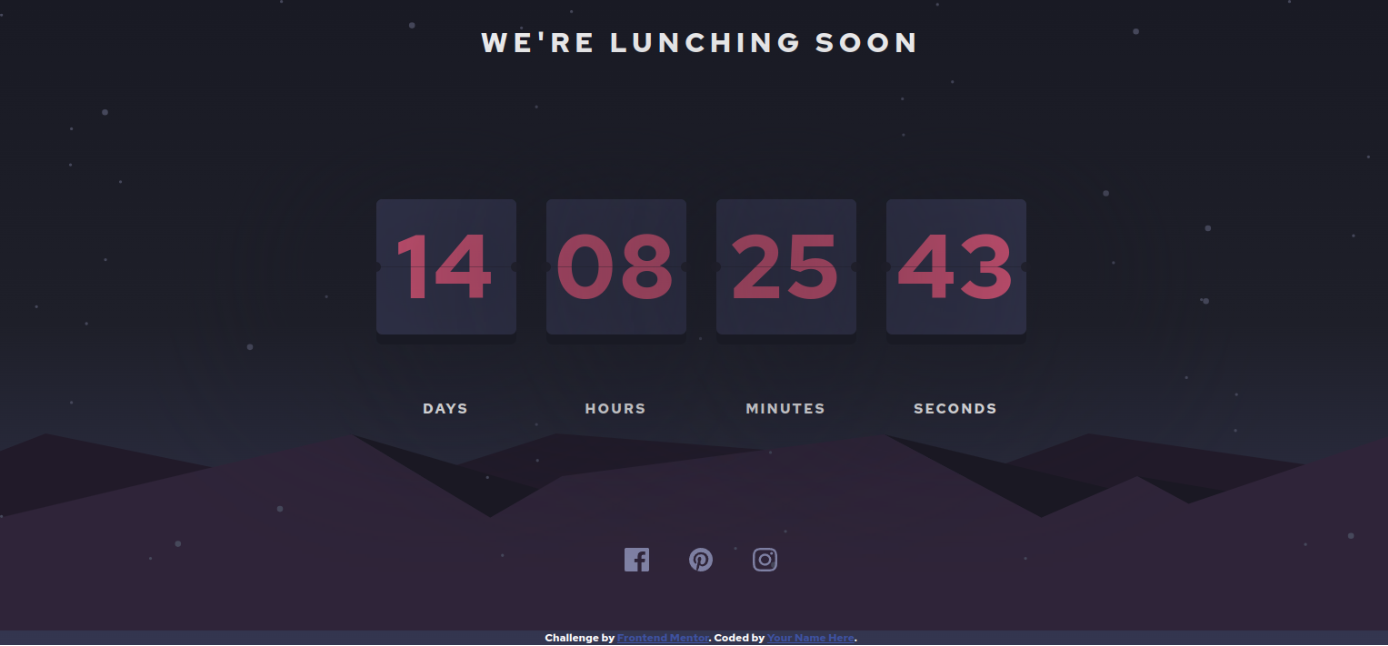 WE'RE LUNCHING SOON
14 08 25 43
DAYS HOURS MINUTES SECONDS
Challenge by Frontend Mentor. Coded by Your Name Here.